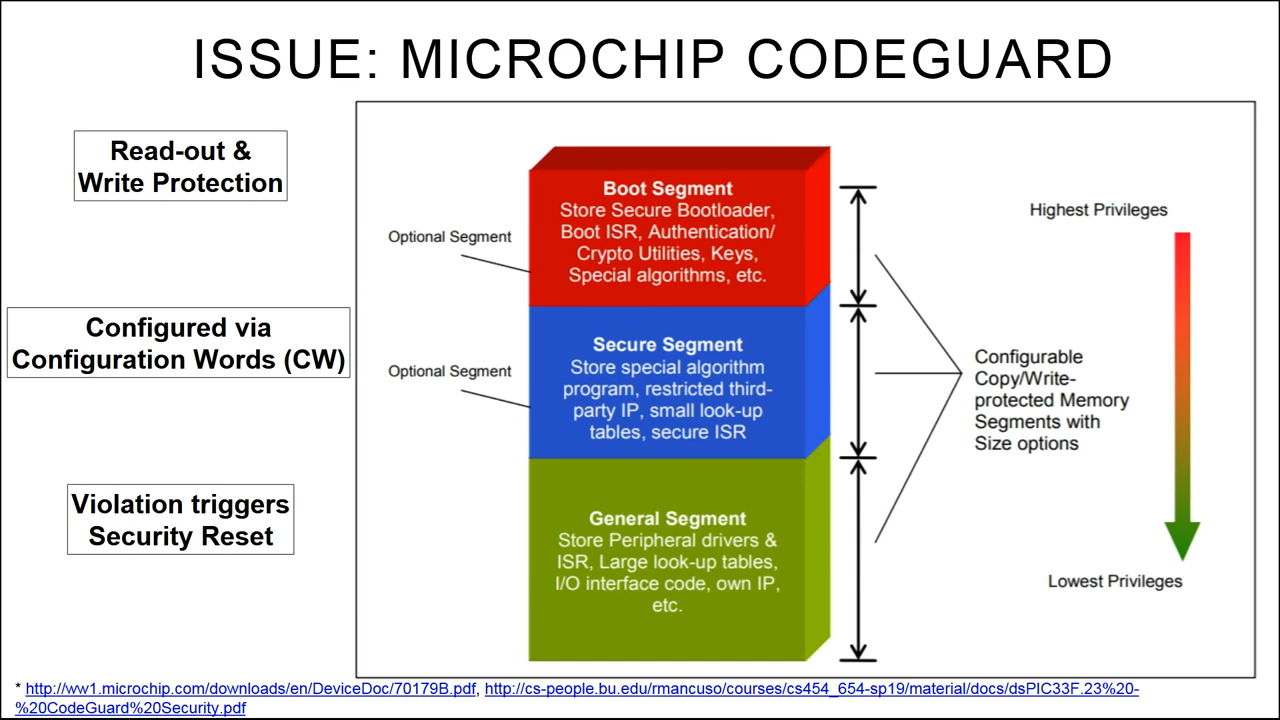 ISSUE: MICROCHIP CODEGUARD
Read-out &
Write Protection
Configured via
Configuration Words (CW)
Violation triggers
Security Reset
Optional Segment
Optional Segment
Boot Segment
Store Secure Bootloader,
Boot ISR, Authentication/
Crypto Utilities, Keys,
Special algorithms, etc.
Secure Segment
Store special algorithm
program, restricted third-
party IP, small look-up
tables, secure ISR
General Segment
Store Peripheral drivers &
ISR, Large look-up tables,
I/O interface code, own IP,
etc.
Configurable
Copy/Write-
protected Memory
Segments with
Size options
Highest Privileges
Lowest Privileges
* http://ww1.microchip.com/downloads/en/DeviceDoc/70179B.pdf, http://cs-people.bu.edu/rmancuso/courses/cs454_654-sp19/material/docs/dsPIC33F.23%20-
%20CodeGuard%20Security.pdf